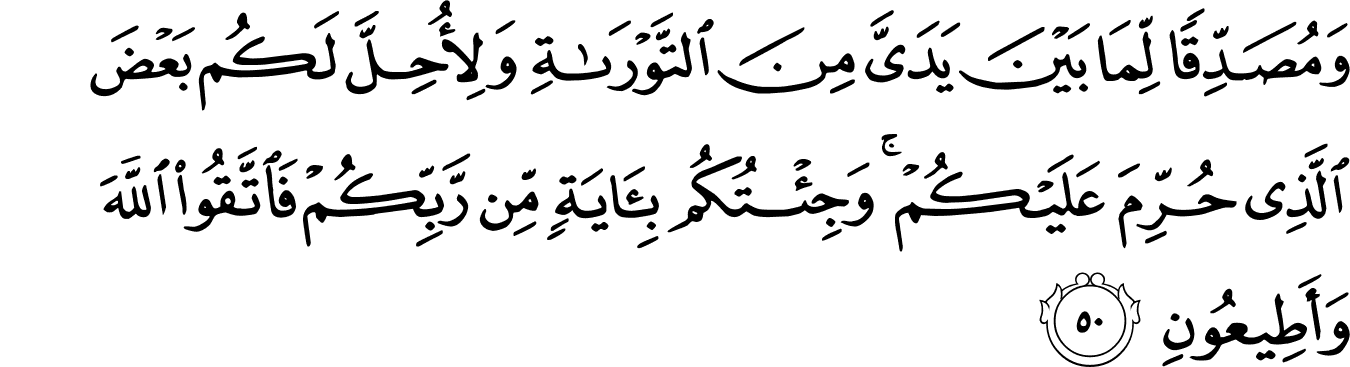 وَمُصَدِّقًا لِّمَا بَيْنَ يَدَىَّ مِنَ ٱلتَّوْرَىٰةِ وَلِأُحِلَّ لَكُم بَعْضَ
ٱلَّذِى حُرِّمَ عَلَيْكُمْ ۚ وَجِئْتُكُم بِـَٔايَةٍ مِّن رَّبِّكُمْ فَٱتَّقُوا۟ ٱللَّهَ
وَأَطِيعُونِ ٥٠